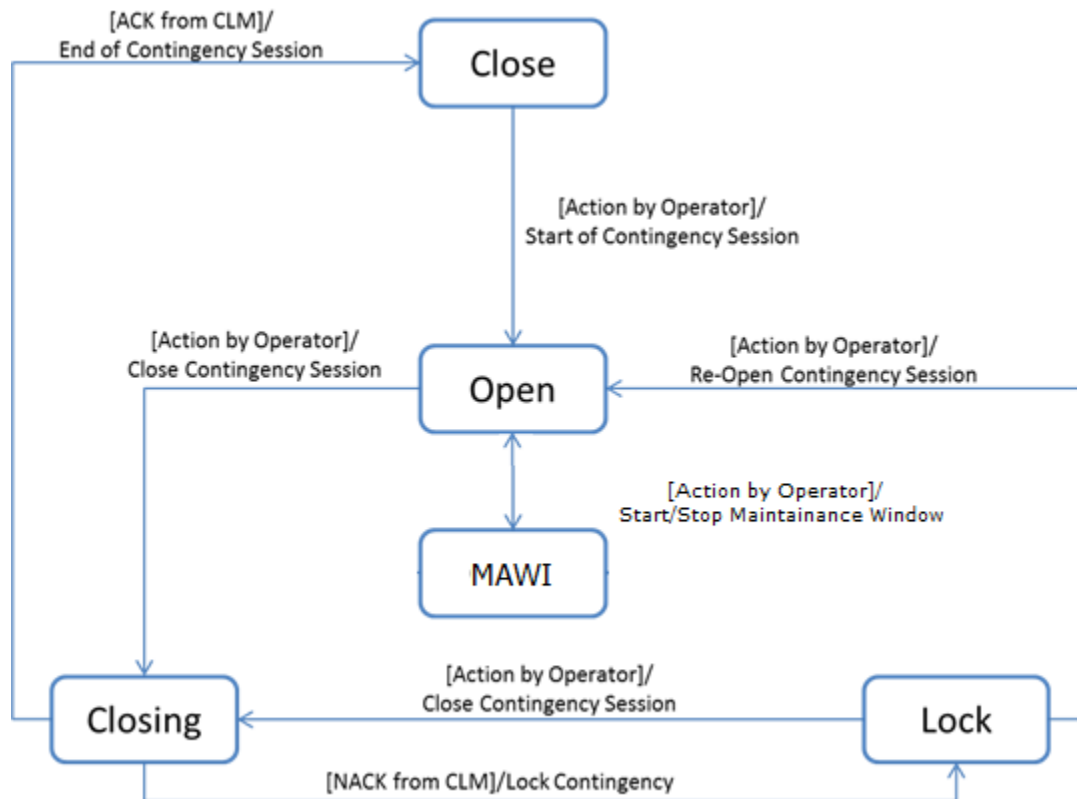 [ACK from CLM]/
End of Contingency Session
Close
[Action by Operator]/
Start of Contingency Session
[Action by Operator]/
Close Contingency Session
Open
[Action by Operator]/
Re-Open Contingency Session
[Action by Operator]/
Start/Stop Maintainance Window
MAWI
[Action by Operator]/
Close Contingency Session
Closing
Lock
[NACK from CLM]/Lock Contingency